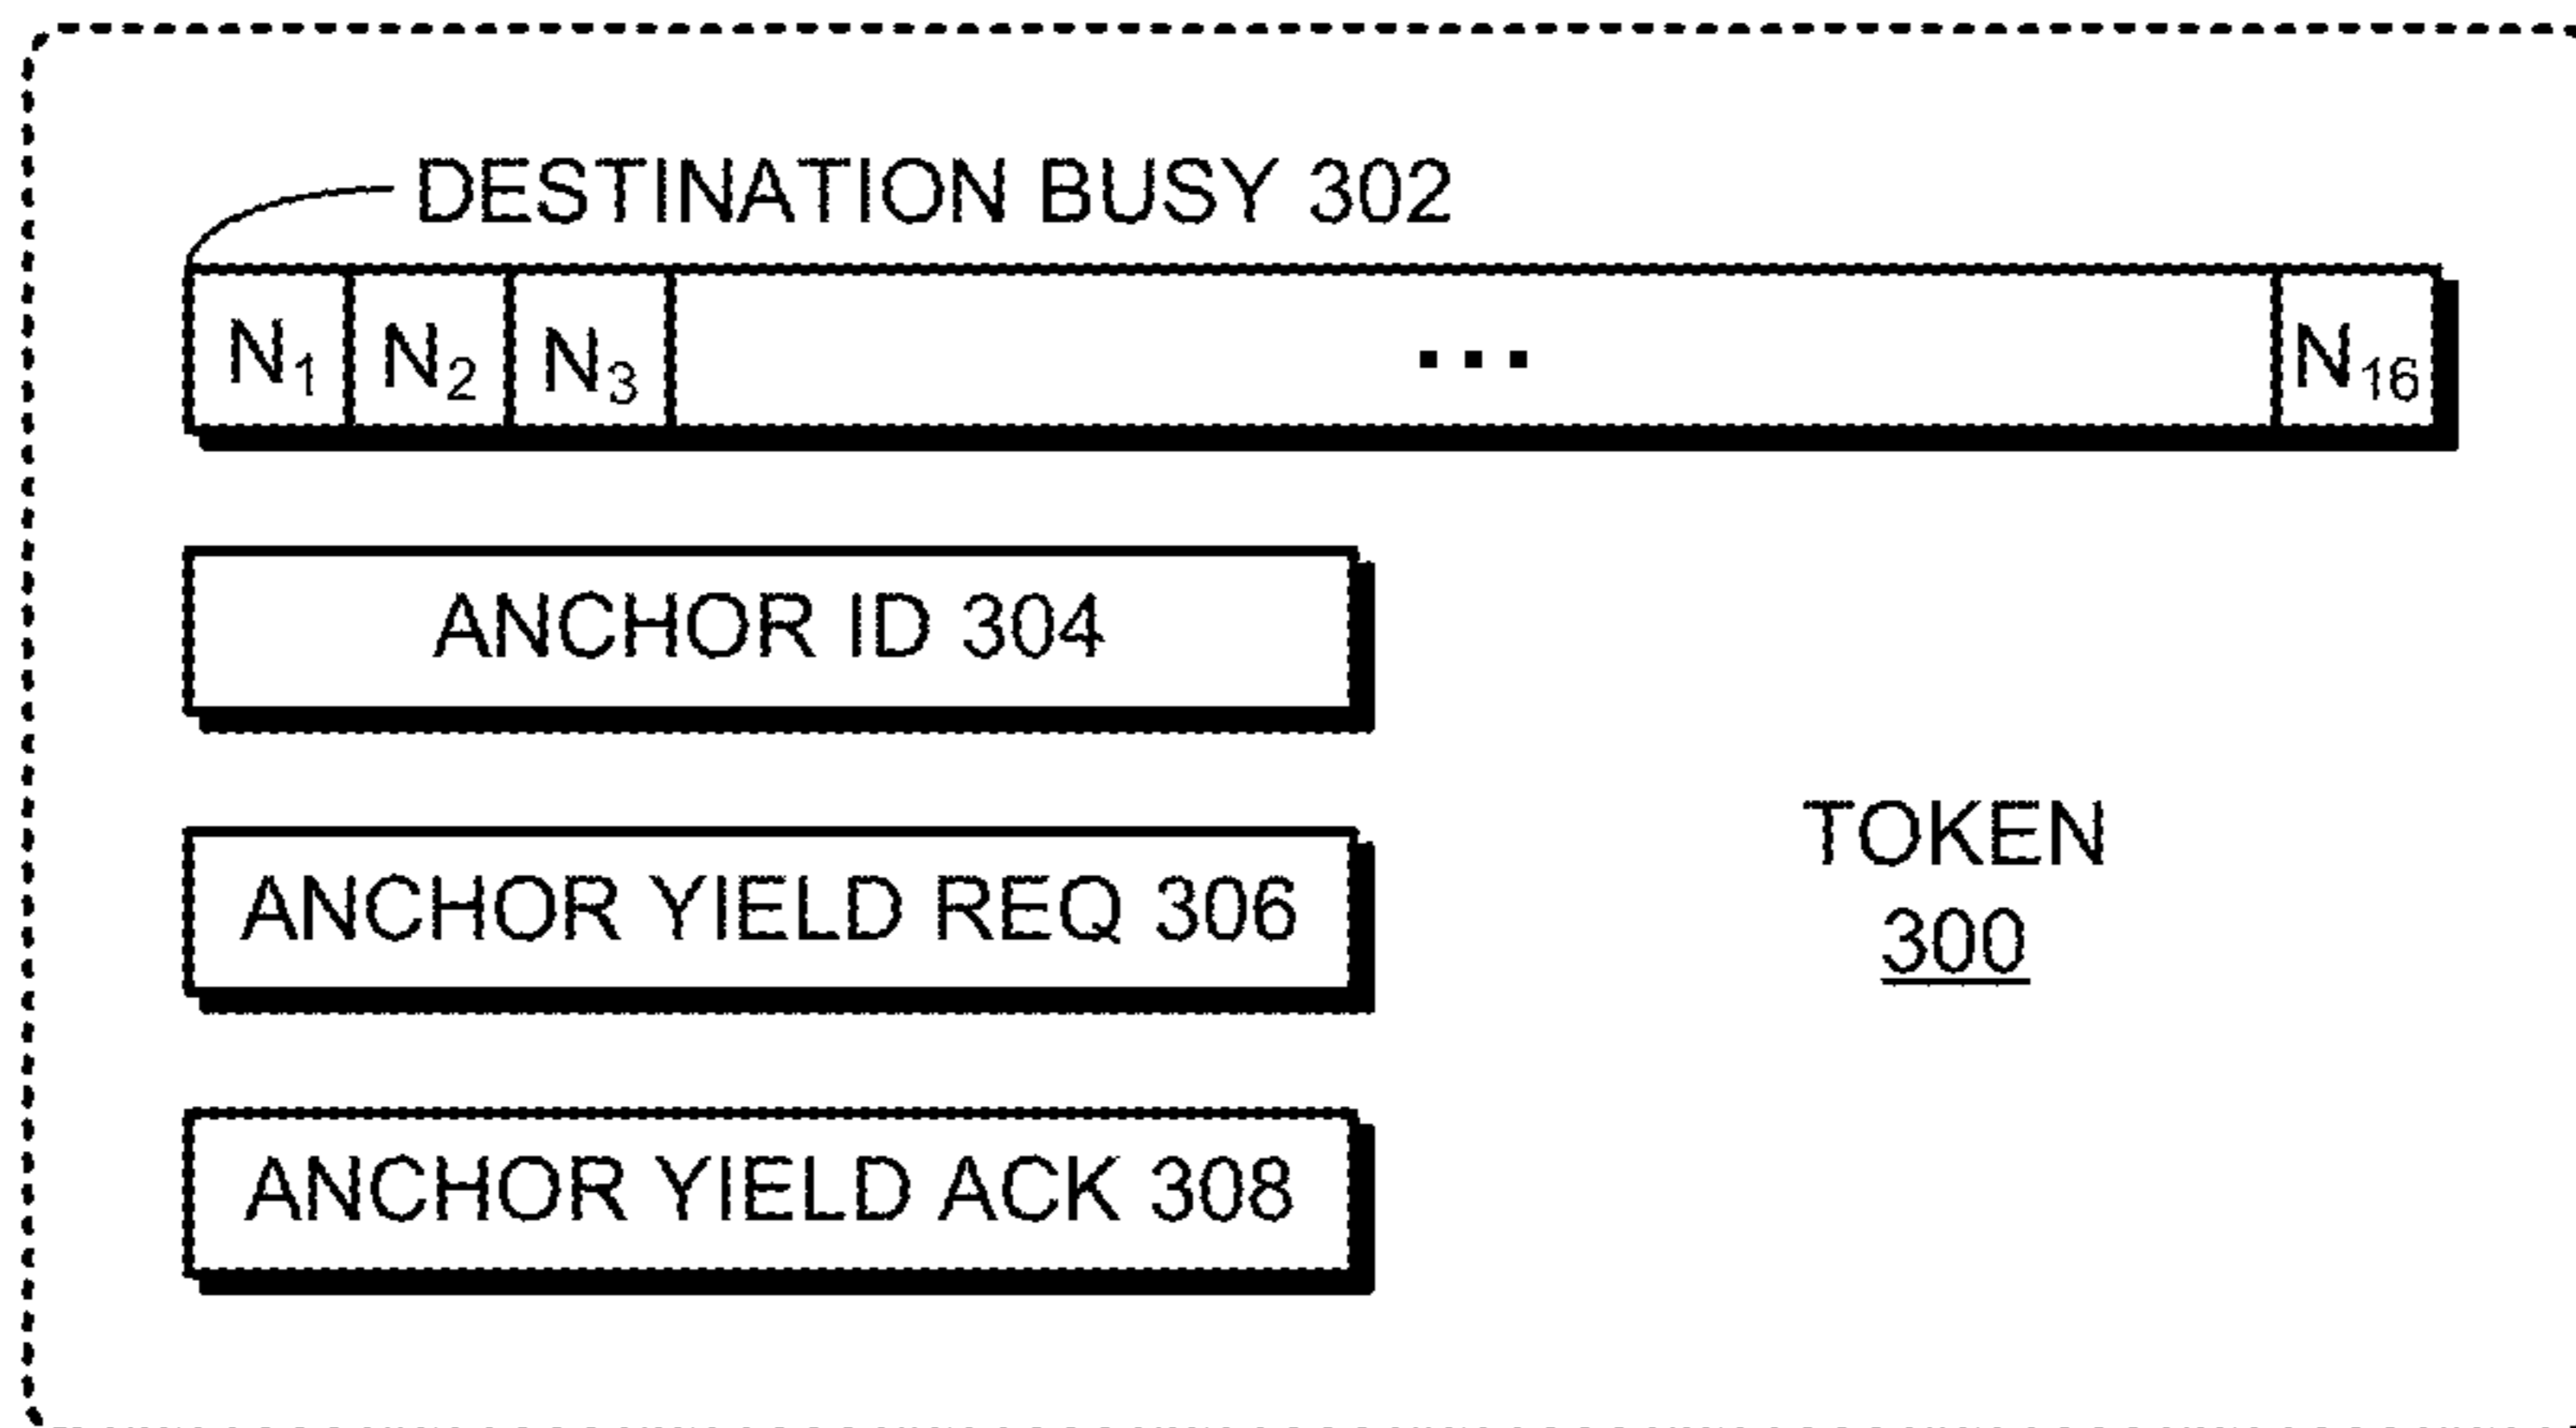 DESTINATION BUSY 302
N1 N2 N3 ... N16
ANCHOR ID 304
ANCHOR YIELD REQ 306
TOKEN
300
ANCHOR YIELD ACK 308